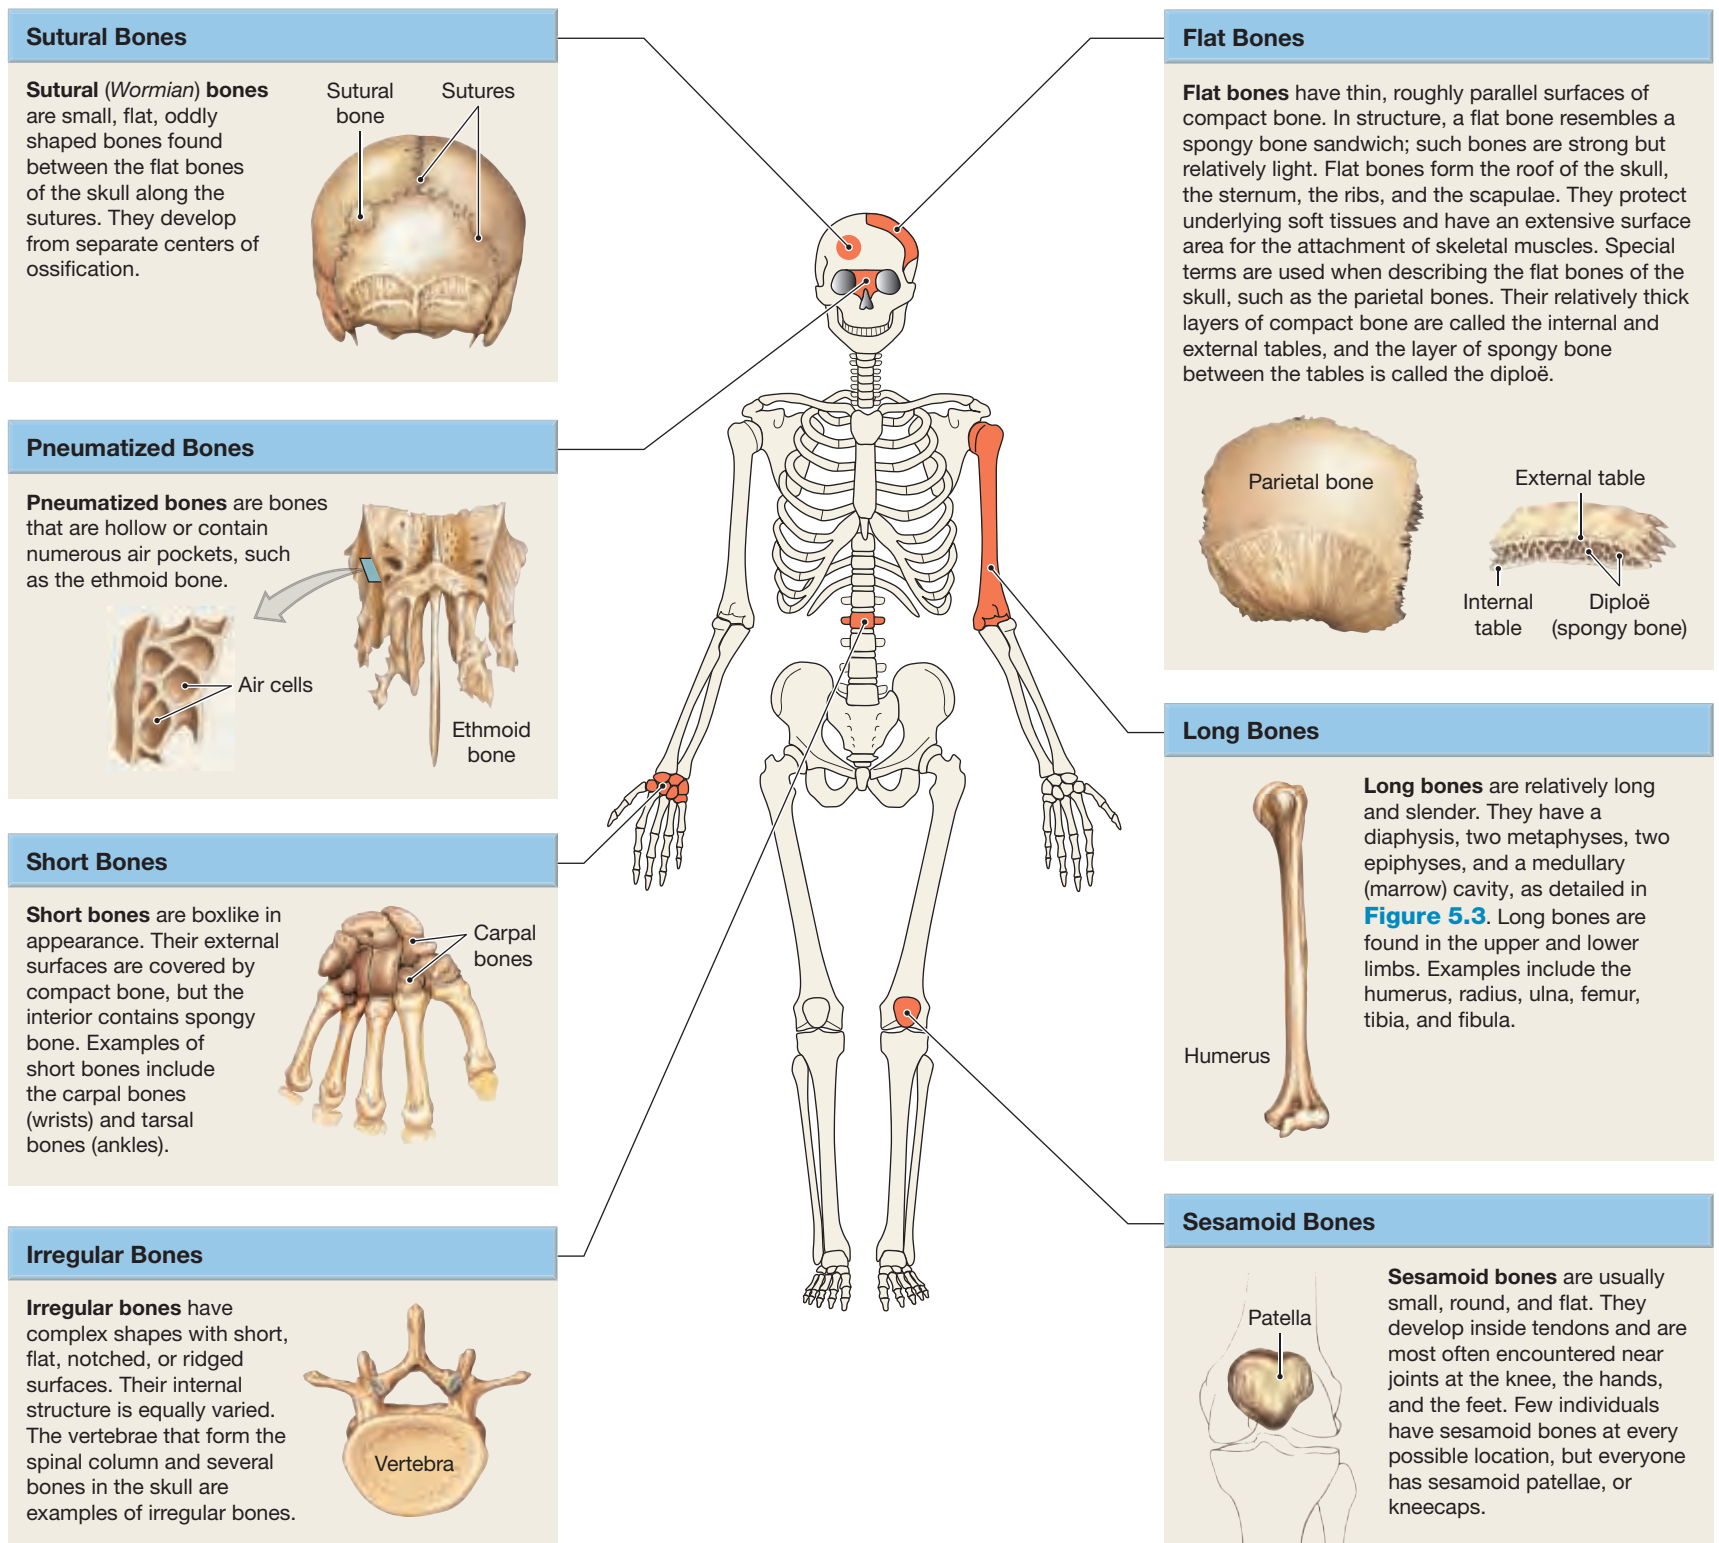 Sutural Bones
Sutural (Wormian) bones
are small, flat, oddly
shaped bones found
between the flat bones
of the skull along the
sutures. They develop
from separate centers of
ossification.
Sutural
bone
Sutures
Pneumatized Bones
Pneumatized bones are bones
that are hollow or contain
numerous air pockets, such
as the ethmoid bone.
Air cells
Ethmoid
bone
Short Bones
Short bones are boxlike in
appearance. Their external
surfaces are covered by
compact bone, but the
interior contains spongy
bone. Examples of
short bones include
the carpal bones
(wrists) and tarsal
bones (ankles).
Carpal
bones
Irregular Bones
Irregular bones have
complex shapes with short,
flat, notched, or ridged
surfaces. Their internal
structure is equally varied.
The vertebrae that form the
spinal column and several
bones in the skull are
examples of irregular bones.
Vertebra
Flat Bones
Flat bones have thin, roughly parallel surfaces of
compact bone. In structure, a flat bone resembles a
spongy bone sandwich; such bones are strong but
relatively light. Flat bones form the roof of the skull,
the sternum, the ribs, and the scapulae. They protect
underlying soft tissues and have an extensive surface
area for the attachment of skeletal muscles. Special
terms are used when describing the flat bones of the
skull, such as the parietal bones. Their relatively thick
layers of compact bone are called the internal and
external tables, and the layer of spongy bone
between the tables is called the diploë.
Parietal bone
External table
Internal
table
Diploë
(spongy bone)
Long Bones
Long bones are relatively long
and slender. They have a
diaphysis, two metaphyses, two
epiphyses, and a medullary
(marrow) cavity, as detailed in
Figure 5.3. Long bones are
found in the upper and lower
limbs. Examples include the
humerus, radius, ulna, femur,
tibia, and fibula.
Humerus
Sesamoid Bones
Patella
Sesamoid bones are usually
small, round, and flat. They
develop inside tendons and are
most often encountered near
joints at the knee, the hands,
and the feet. Few individuals
have sesamoid bones at every
possible location, but everyone
has sesamoid patellae, or
kneecaps.